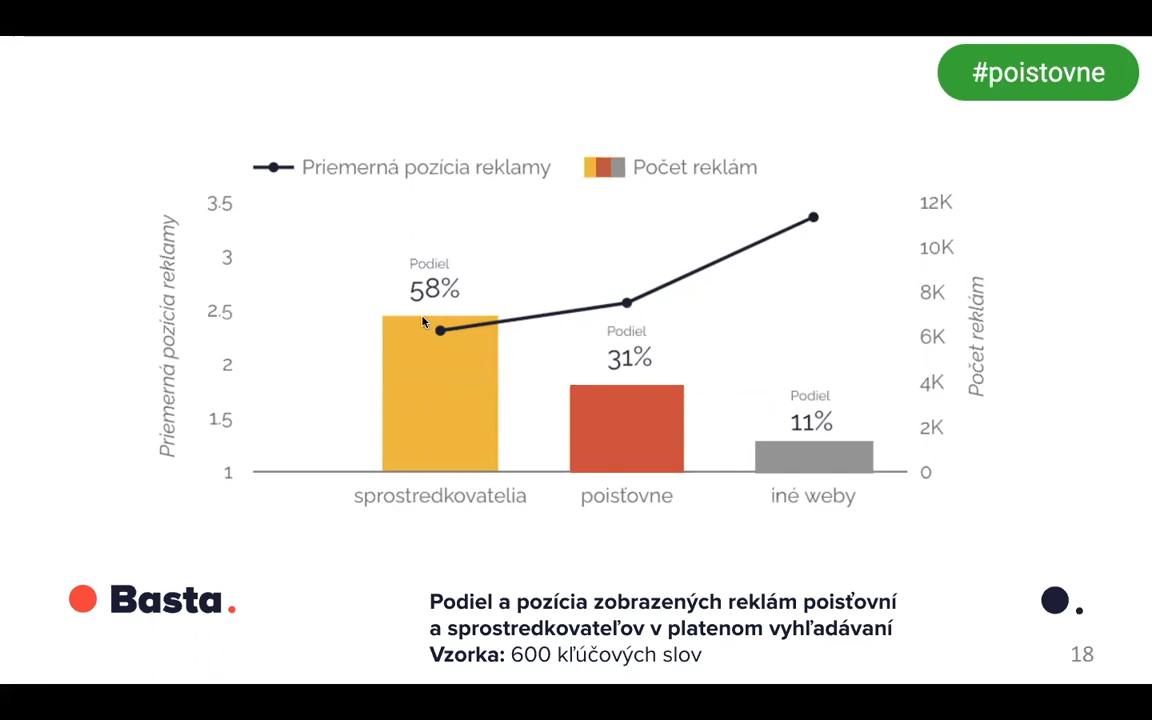 #poistovne
Priemerná pozícia reklamy
Počet reklám
Priemerná pozícia reklamy
3.5
3
2.5
2
1.5
1
12K
10K
8K
6K
4K
2K
0
Počet reklám
Podiel
58%
Podiel
31%
Podiel
11%
sprostredkovatelia
poisťovne
iné weby
Basta.
Podiel a pozícia zobrazených reklám poisťovní
a sprostredkovateľov v platenom vyhľadávaní
Vzorka: 600 kľúčových slov
18